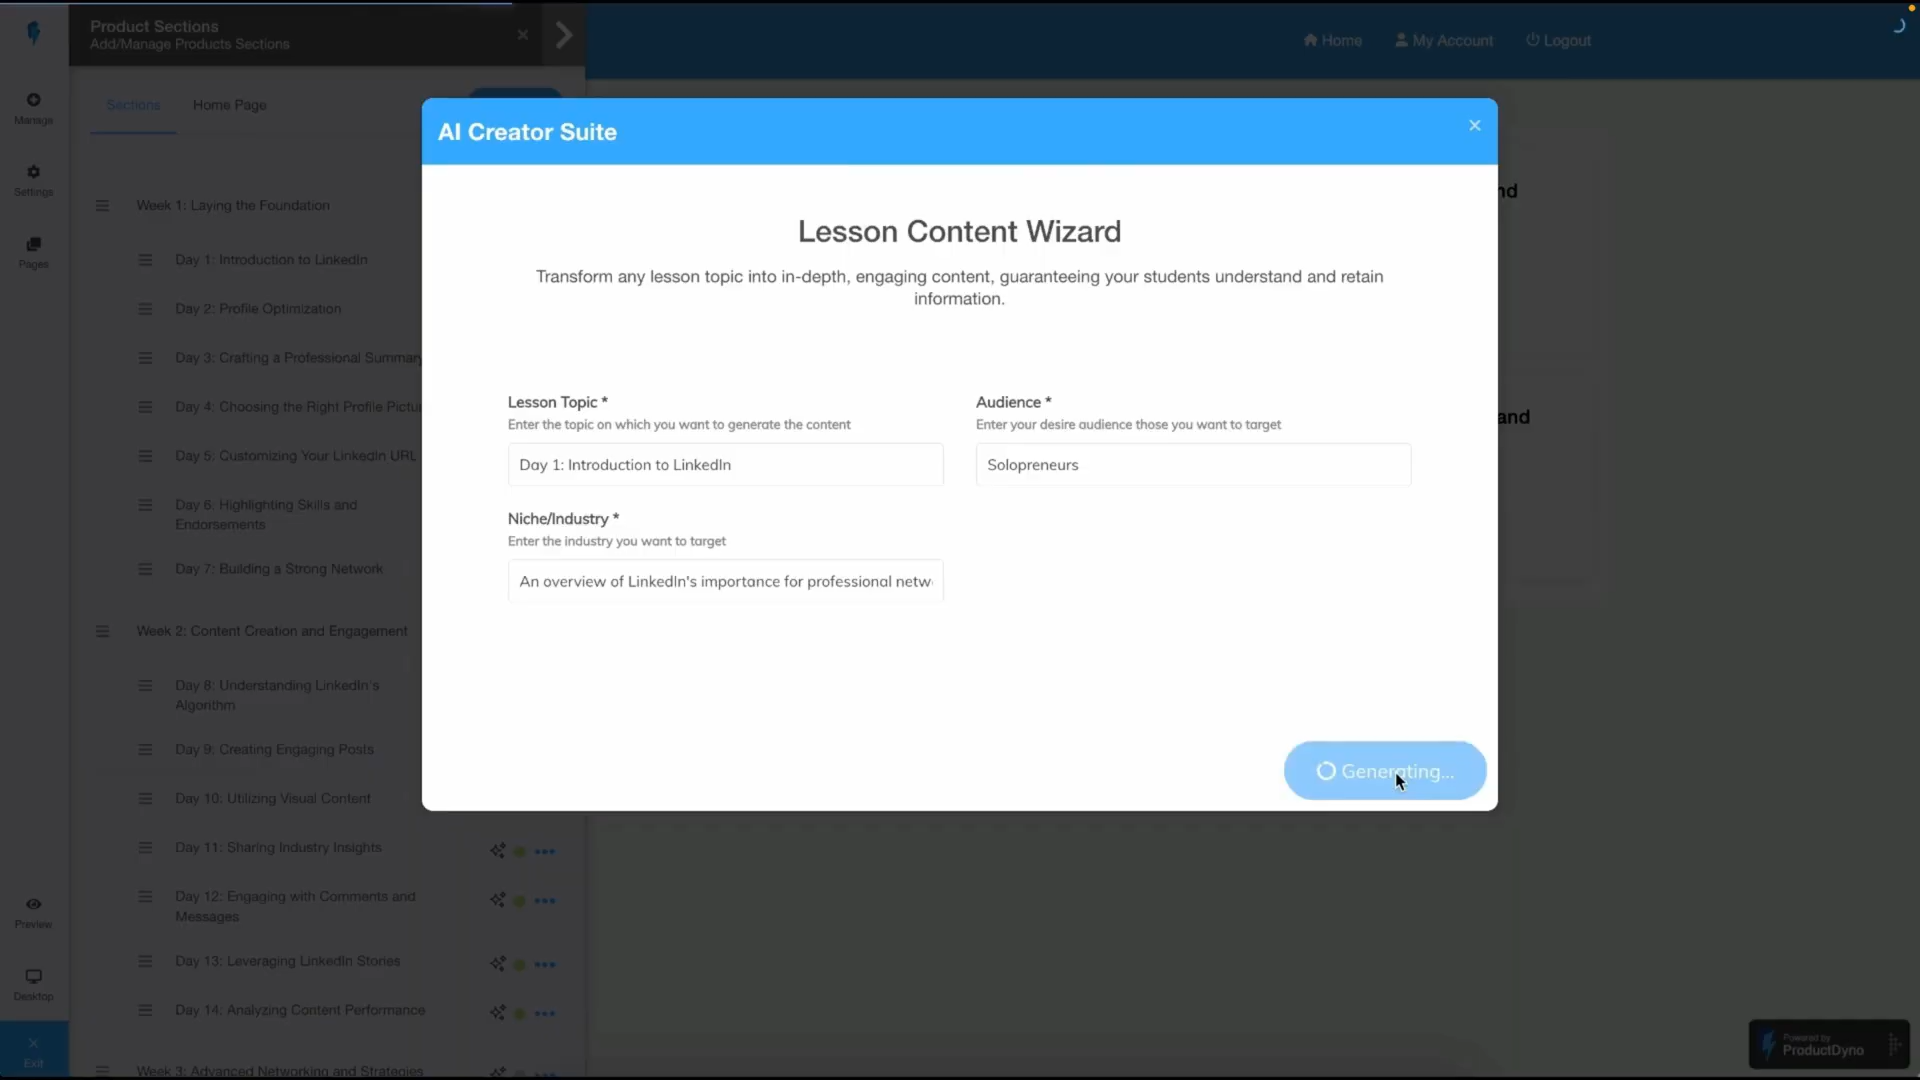 Product Sections
Add/Manage Products Sections
Home
My Account
Logout
Manage
Settings
Pages
Preview
Desktop
Exit
Sections
Home Page
Week 1: Laying the Foundation
Day 1: Introduction to LinkedIn
Day 2: Profile Optimization
Day 3: Crafting a Professional Summary
Day 4: Choosing the Right Profile Pictu
Day 5: Customizing Your LinkedIn URL
Day 6: Highlighting Skills and
Endorsements
Day 7: Building a Strong Network
Week 2: Content Creation and Engagement
Day 8: Understanding LinkedIn's
Algorithm
Day 9: Creating Engaging Posts
Day 10: Utilizing Visual Content
Day 11: Sharing Industry Insights
Day 12: Engaging with Comments and
Messages
Day 13: Leveraging LinkedIn Stories
Day 14: Analyzing Content Performance
Week 3: Advanced Networking and Strategies
AI Creator Suite
Lesson Content Wizard
Transform any lesson topic into in-depth, engaging content, guaranteeing your students understand and retain
information.
Lesson Topic *
Enter the topic on which you want to generate the content
Day 1: Introduction to LinkedIn
Audience *
Enter your desire audience those you want to target
Solopreneurs
Niche/Industry *
Enter the industry you want to target
An overview of LinkedIn's importance for professional netw
Generating...
nd
and
Powered by
ProductDyno